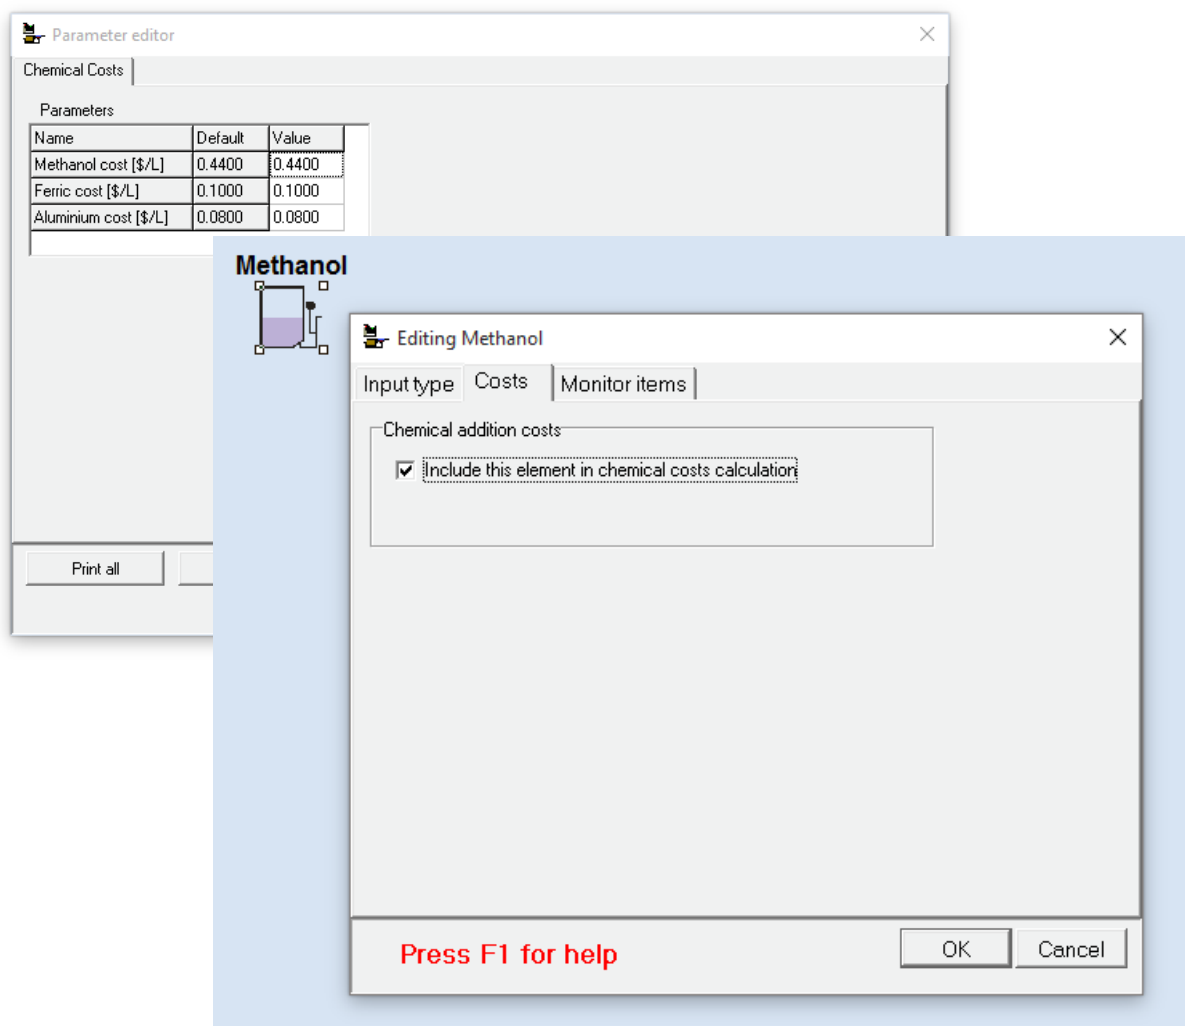 Parameter editor
Chemical Costs
Parameters
Name Default Value
Methanol cost [$/L] 0.4400 0.4400
Ferric cost [$/L] 0.1000 0.1000
Aluminium cost [$/L] 0.0800 0.0800
Print all
Methanol
Editing Methanol
Input type Costs Monitor items
Chemical addition costs
Include this element in chemical costs calculation
Press F1 for help
OK Cancel